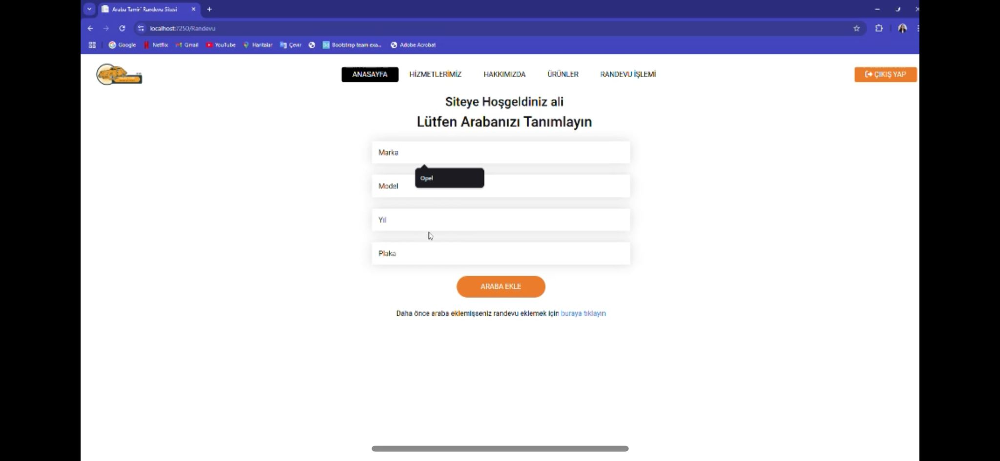 Araba Tamir Randevu Sitesi
localhost:7250/Randevu
Google Netflix Gmail YouTube Haritalar Çevir Bootstrap team exa... Adobe Acrobat
ANASAYFA HİZMETLERİMİZ HAKKIMIZDA ÜRÜNLER RANDEVU İŞLEMİ ÇIKIŞ YAP
Siteye Hoşgeldiniz ali
Lütfen Arabanızı Tanımlayın
Marka
Opel
Model
Yıl
Plaka
ARABA EKLE
Daha önce araba eklemişseniz randevu eklemek için buraya tıklayın